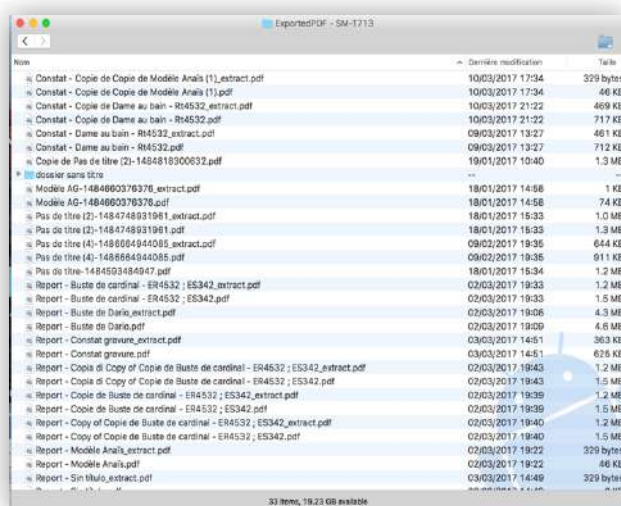 ExportedPDF - SM-T713
Nom Dernière modification Taille
Constat - Copie de Copie de Modèle Anaïs (1)_extract.pdf 10/03/2017 17:34 329 bytes
Constat - Copie de Copie de Modèle Anaïs (1).pdf 10/03/2017 17:34 46 KB
Constat - Copie de Dame au bain - Rt4532_extract.pdf 10/03/2017 21:22 469 KB
Constat - Copie de Dame au bain - Rt4532.pdf 10/03/2017 21:22 717 KB
Constat - Dame au bain - Rt4532_extract.pdf 09/03/2017 13:27 461 KB
Constat - Dame au bain - Rt4532.pdf 09/03/2017 13:27 712 KB
Copie de Pas de titre (2)-1484818300632.pdf 19/01/2017 10:40 1.3 MB
dossier sans titre -- --
Modèle AG-1484660376376_extract.pdf 18/01/2017 14:58 1 KB
Modèle AG-1484660376376.pdf 18/01/2017 14:58 74 KB
Pas de titre (2)-1484748931961_extract.pdf 18/01/2017 15:33 1.0 MB
Pas de titre (2)-1484748931961.pdf 18/01/2017 15:33 1.3 MB
Pas de titre (4)-1486664944085_extract.pdf 09/02/2017 19:35 644 KB
Pas de titre (4)-1486664944085.pdf 09/02/2017 19:35 911 KB
Pas de titre-1484593484947.pdf 18/01/2017 15:34 1.2 MB
Report - Buste de cardinal - ER4532 ; ES342_extract.pdf 02/03/2017 19:33 1.2 MB
Report - Buste de cardinal - ER4532 ; ES342.pdf 02/03/2017 19:33 1.5 MB
Report - Buste de Dario_extract.pdf 02/03/2017 19:08 4.3 MB
Report - Buste de Dario.pdf 02/03/2017 19:09 4.6 MB
Report - Constat gravure_extract.pdf 03/03/2017 14:51 363 KB
Report - Constat gravure.pdf 03/03/2017 14:51 626 KB
Report - Copia di Copy of Copie de Buste de cardinal - ER4532 ; ES342_extract.pdf 02/03/2017 19:43 1.2 MB
Report - Copia di Copy of Copie de Buste de cardinal - ER4532 ; ES342.pdf 02/03/2017 19:43 1.5 MB
Report - Copie de Buste de cardinal - ER4532 ; ES342_extract.pdf 02/03/2017 19:39 1.2 MB
Report - Copie de Buste de cardinal - ER4532 ; ES342.pdf 02/03/2017 19:39 1.5 MB
Report - Copy of Copie de Buste de cardinal - ER4532 ; ES342_extract.pdf 02/03/2017 19:40 1.2 MB
Report - Copy of Copie de Buste de cardinal - ER4532 ; ES342.pdf 02/03/2017 19:40 1.5 MB
Report - Modèle Anaïs_extract.pdf 02/03/2017 19:22 329 bytes
Report - Modèle Anaïs.pdf 02/03/2017 19:22 46 KB
Report - Sin título_extract.pdf 03/03/2017 14:49 329 bytes
33 items, 19.23 GB available